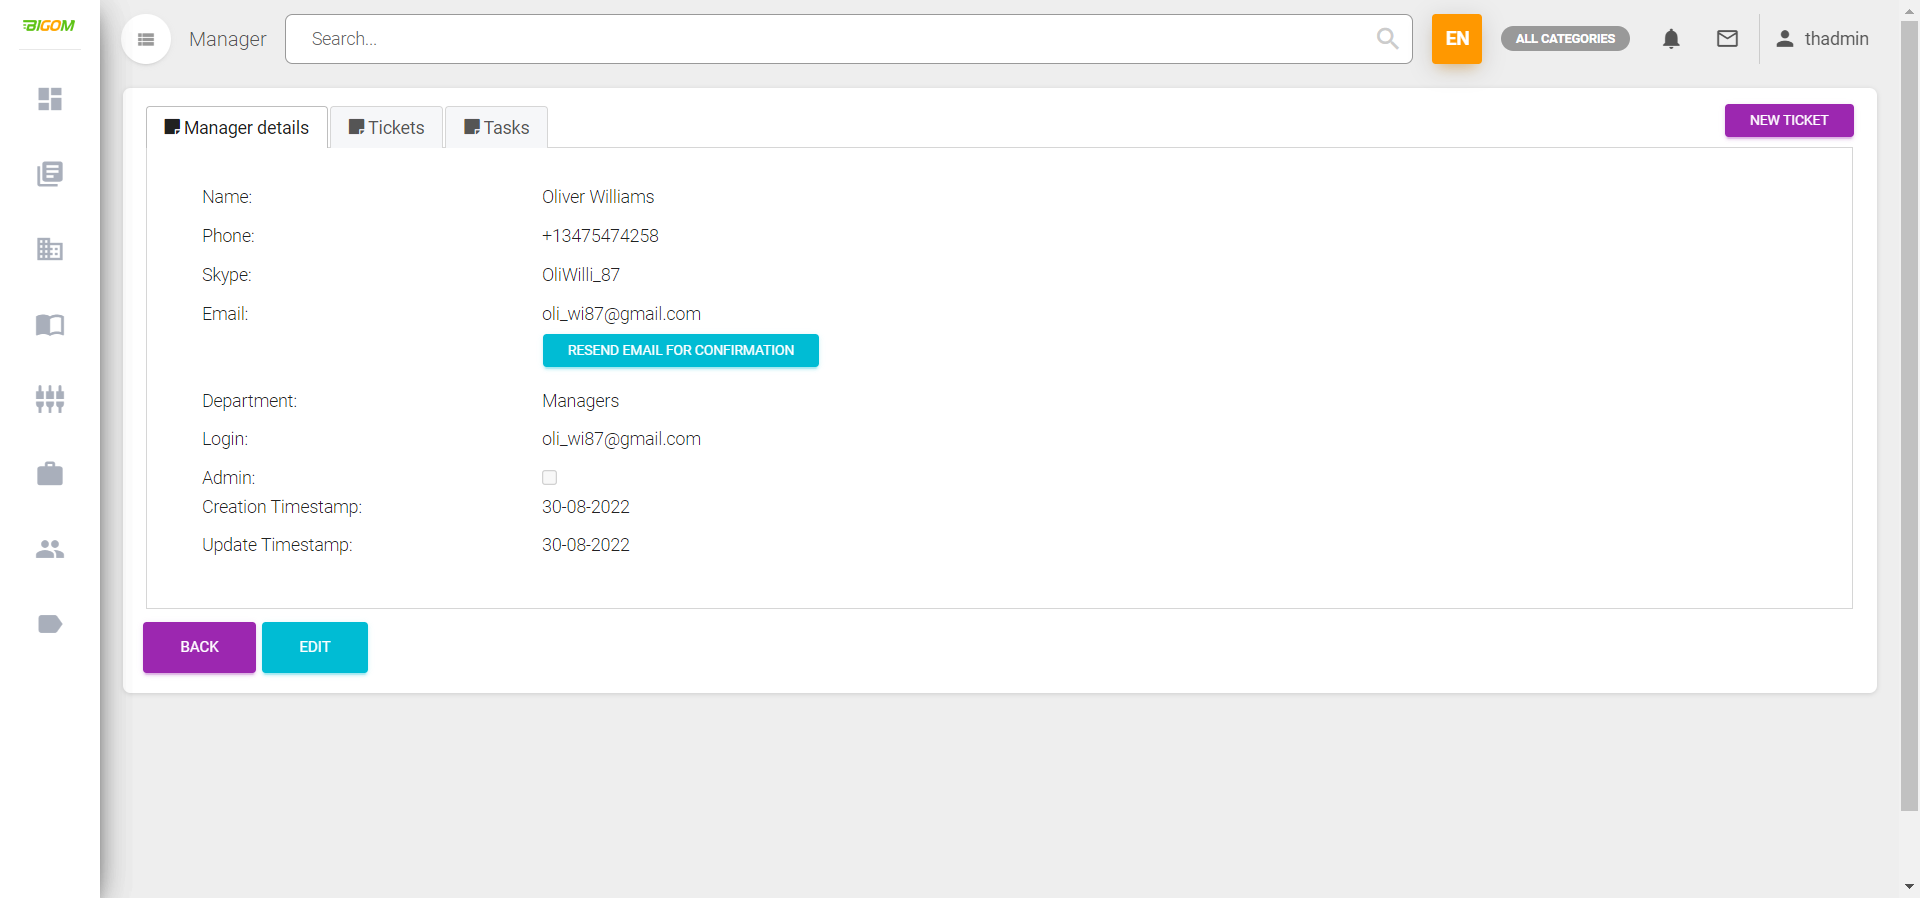 BIGOM
Manager
Search...
EN
ALL CATEGORIES
thadmin
Manager details
Tickets
Tasks
NEW TICKET
Name: Oliver Williams
Phone: +13475474258
Skype: OliWilli_87
Email: oli_wi87@gmail.com
RESEND EMAIL FOR CONFIRMATION
Department: Managers
Login: oli_wi87@gmail.com
Admin:
Creation Timestamp: 30-08-2022
Update Timestamp: 30-08-2022
BACK
EDIT